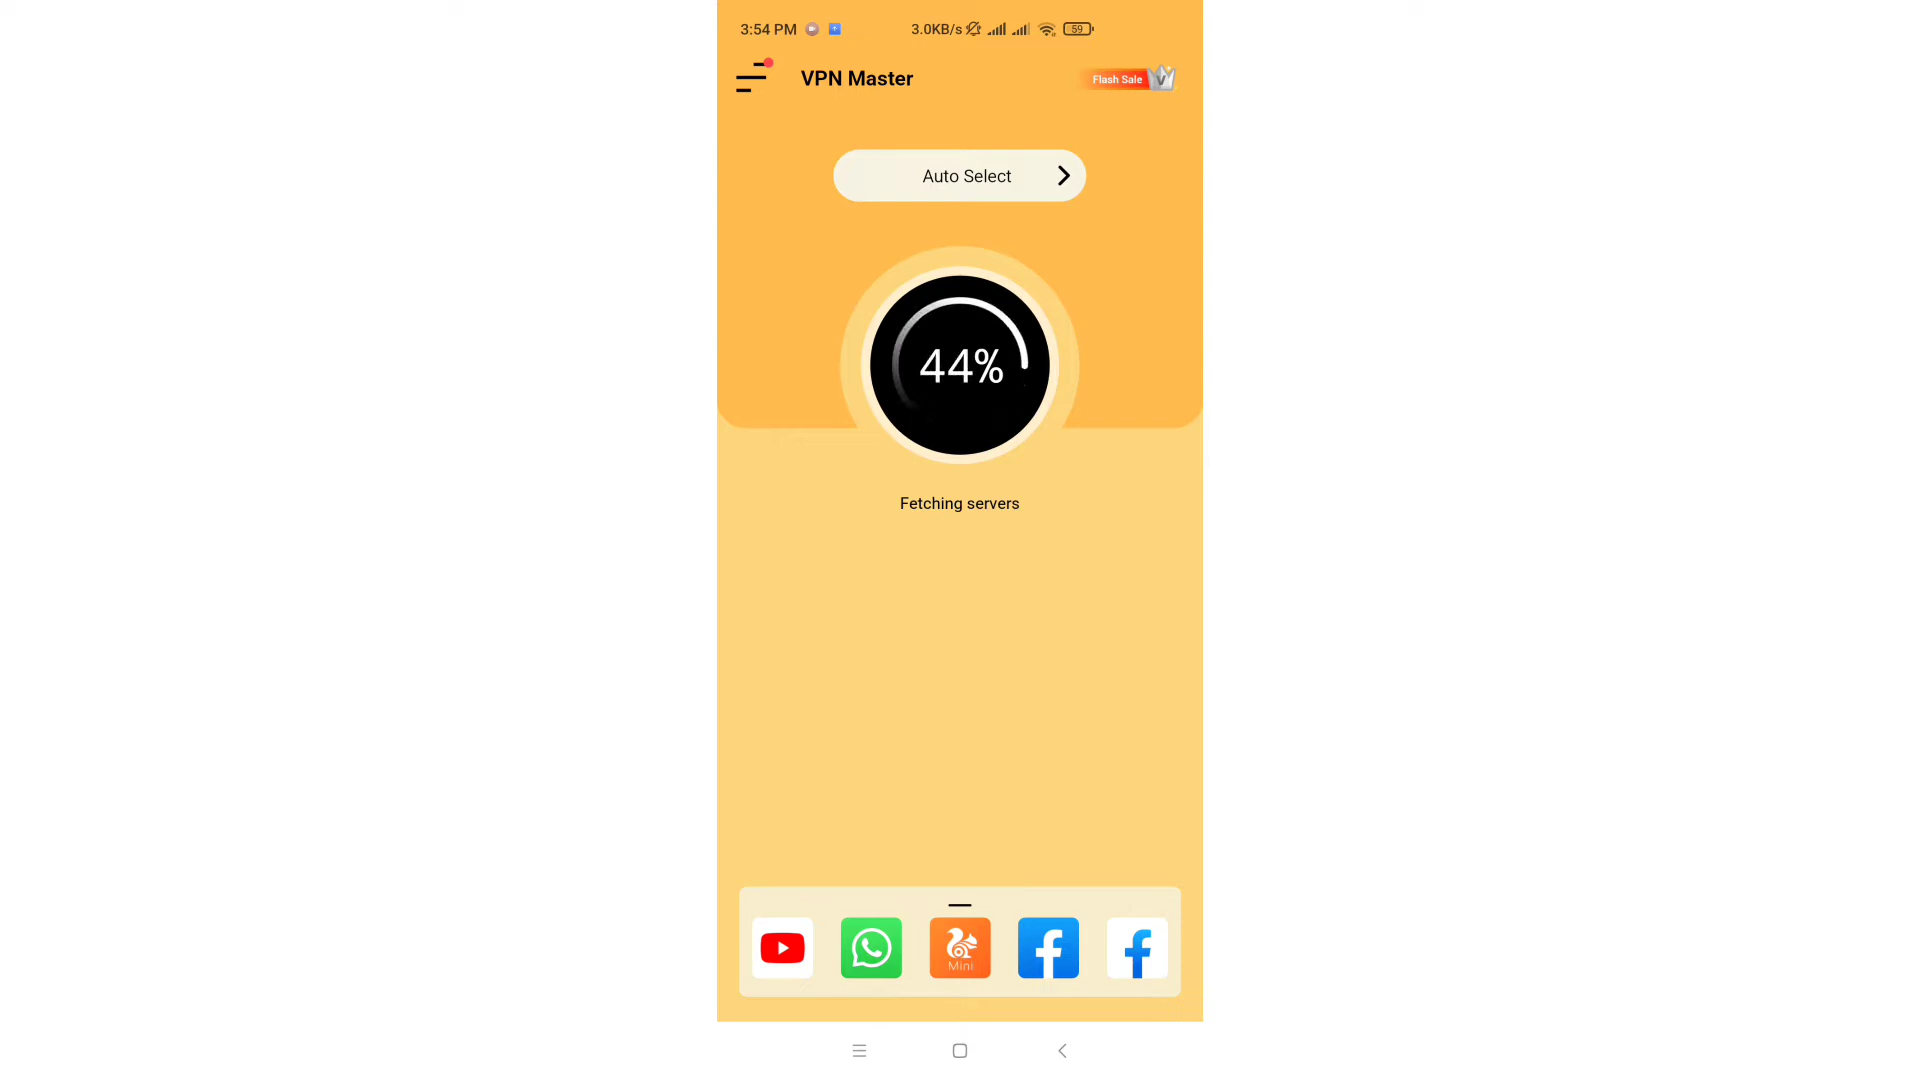 3:54 PM 3.0KB/s 59
VPN Master
Flash Sale
Auto Select
44%
Fetching servers
Mini